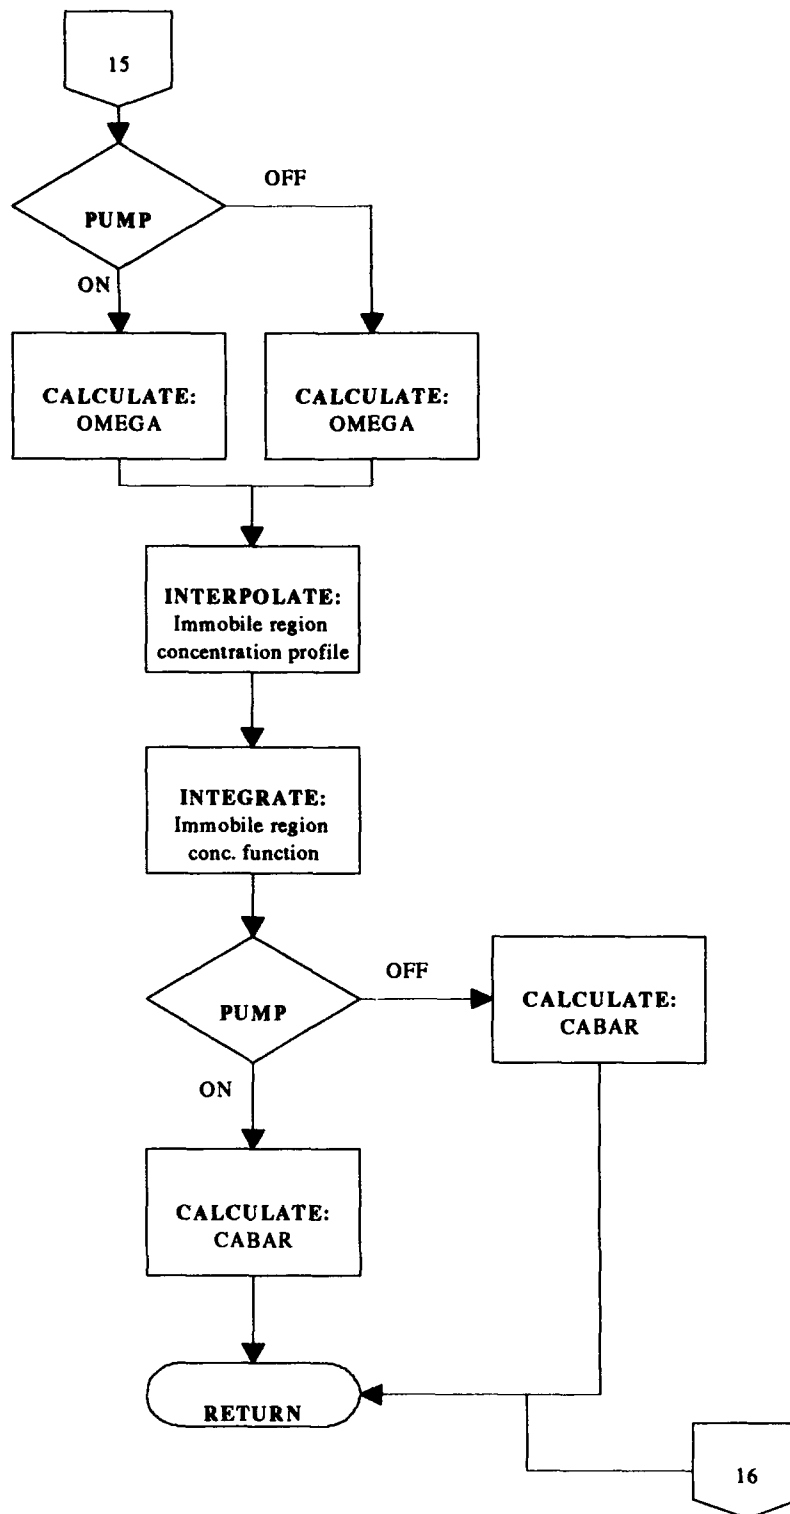 15
OFF
PUMP
ON
CALCULATE:
OMEGA
CALCULATE:
OMEGA
INTERPOLATE:
Immobile region
concentration profile
INTEGRATE:
Immobile region
conc. function
OFF
PUMP
CALCULATE:
CABAR
ON
CALCULATE:
CABAR
RETURN
16